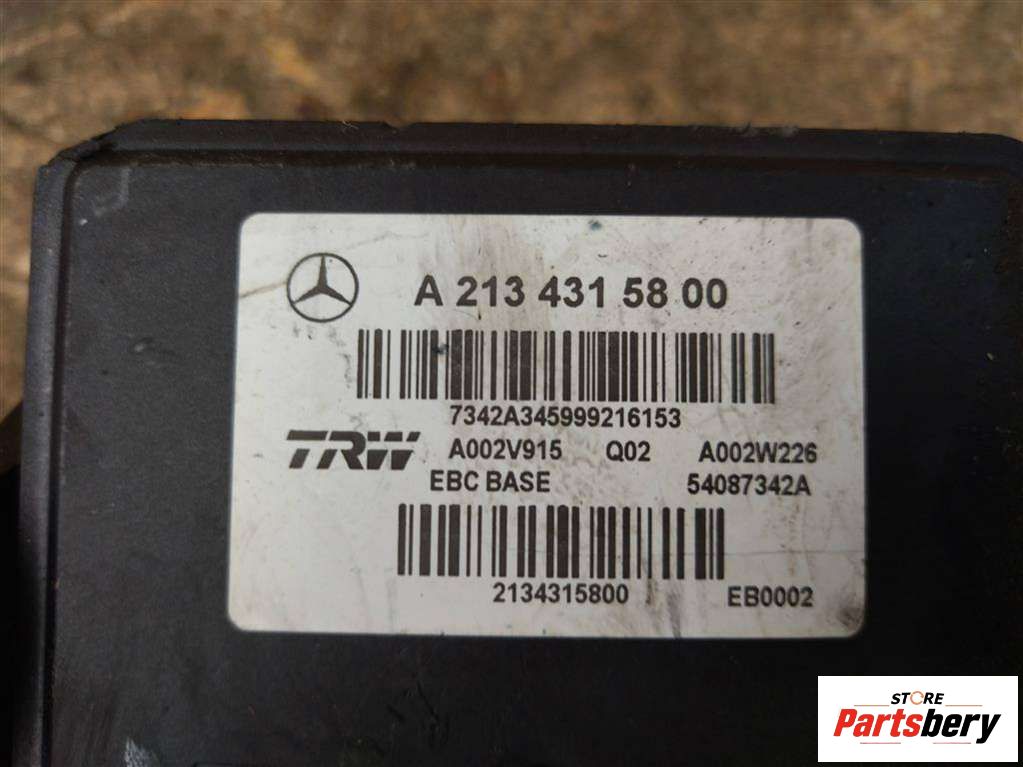 A 213 431 58 00
7342A345999216153
TRW A002V915 Q02 A002W226
EBC BASE 54087342A
2134315800 EB0002
STORE
Partsbery